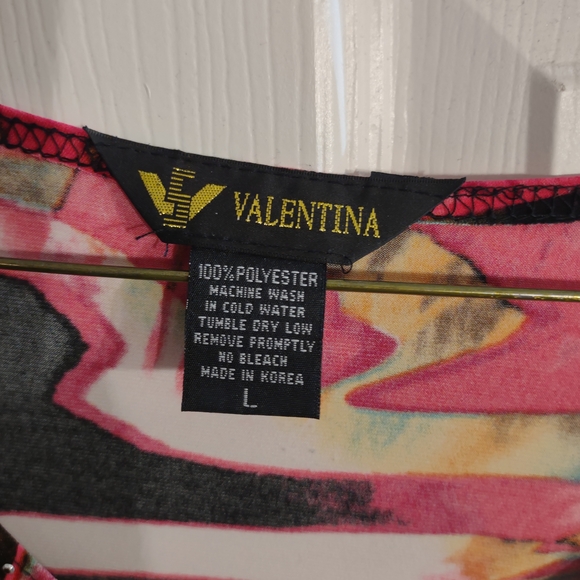 VALENTINA
100% POLYESTER
MACHINE WASH
IN COLD WATER
TUMBLE DRY LOW
REMOVE PROMPTLY
NO BLEACH
MADE IN KOREA
L